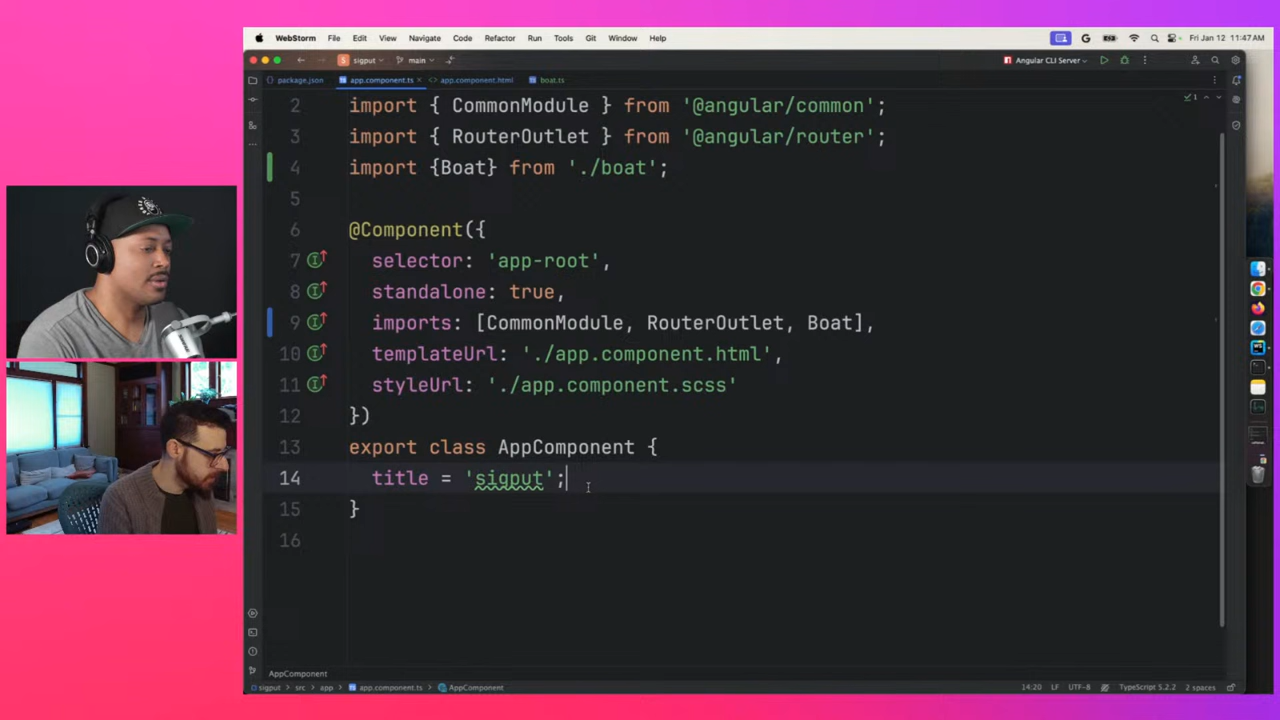 WebStorm File Edit View Navigate Code Refactor Run Tools Git Window Help Fri Jan 12 11:47 AM
sigput main Angular CLI Server
package.json app.component.ts app.component.html boat.ts
2 import { CommonModule } from '@angular/common';
1
3 import { RouterOutlet } from '@angular/router';
4 import {Boat} from './boat';
5
6 @Component({
7 selector: 'app-root',
8 standalone: true,
9 imports: [CommonModule, RouterOutlet, Boat],
10 templateUrl: './app.component.html',
11 styleUrl: './app.component.scss'
12 })
13 export class AppComponent {
14 title = 'sigput';
15 }
16
AppComponent
sigput > src > app > app.component.ts > AppComponent 14:20 LF UTF-8 TypeScript 5.2.2 2 spaces